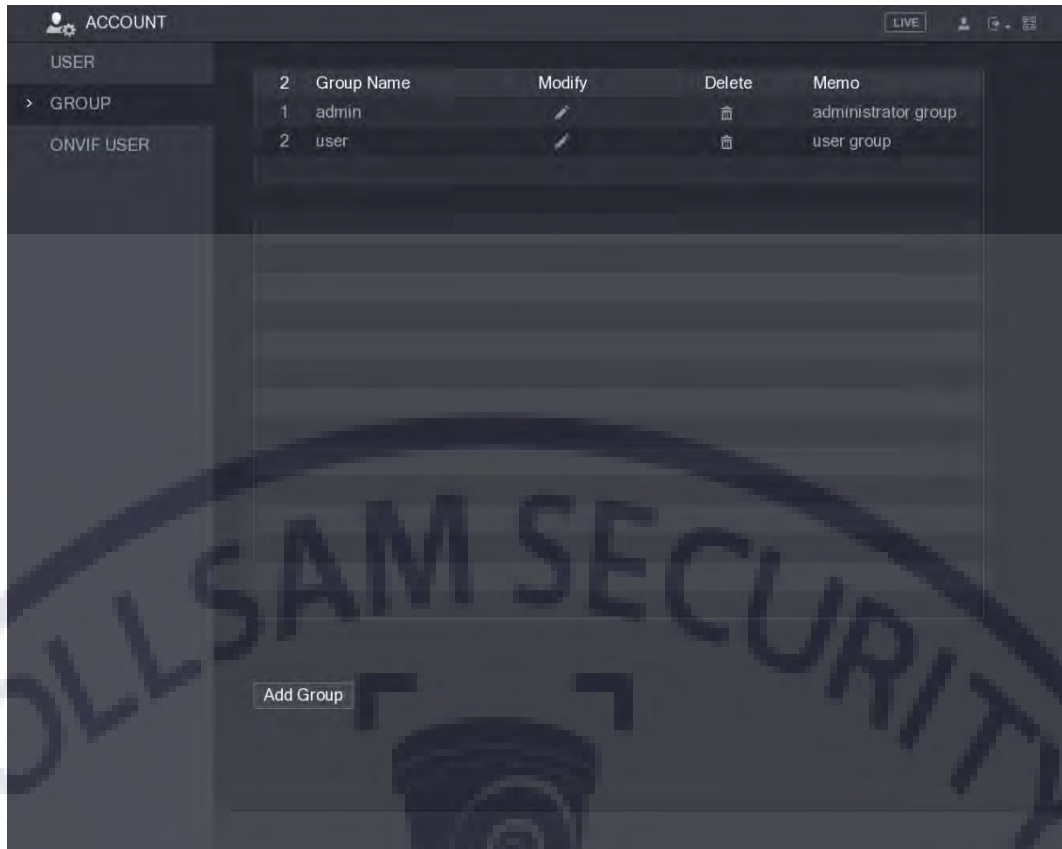 ACCOUNT LIVE
USER
GROUP
ONVIF USER
2 Group Name Modify Delete Memo
1 admin administrator group
2 user user group
Add Group
OLLSAM SECURITY